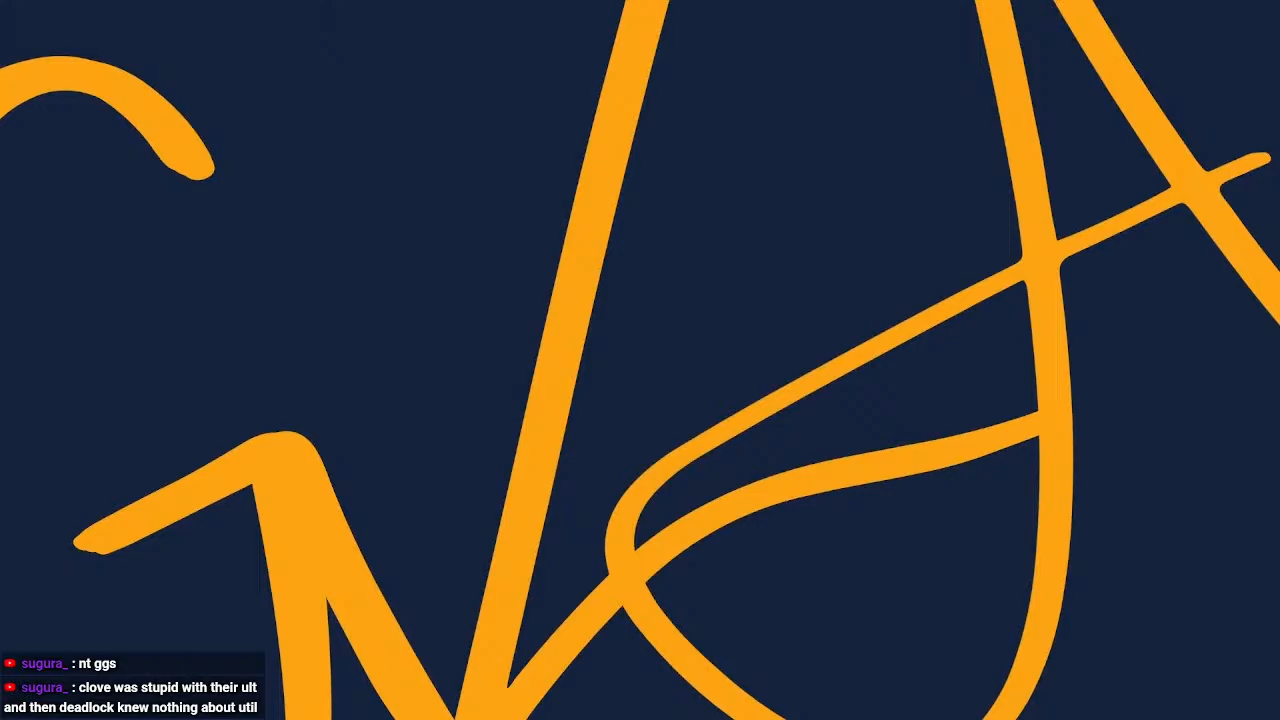 sugura_ : nt ggs
sugura_ : clove was stupid with their ult
and then deadlock knew nothing about util